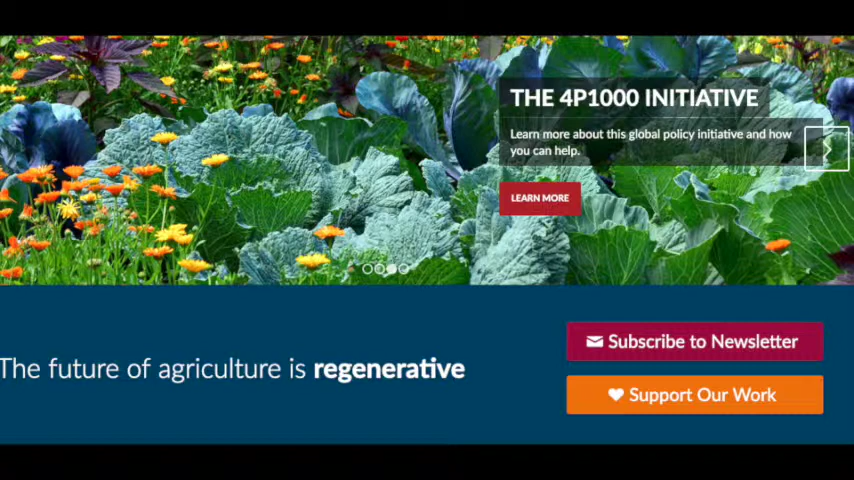 THE 4P1000 INITIATIVE
Learn more about this global policy initiative and how
you can help.
LEARN MORE
The future of agriculture is regenerative
Subscribe to Newsletter
Support Our Work